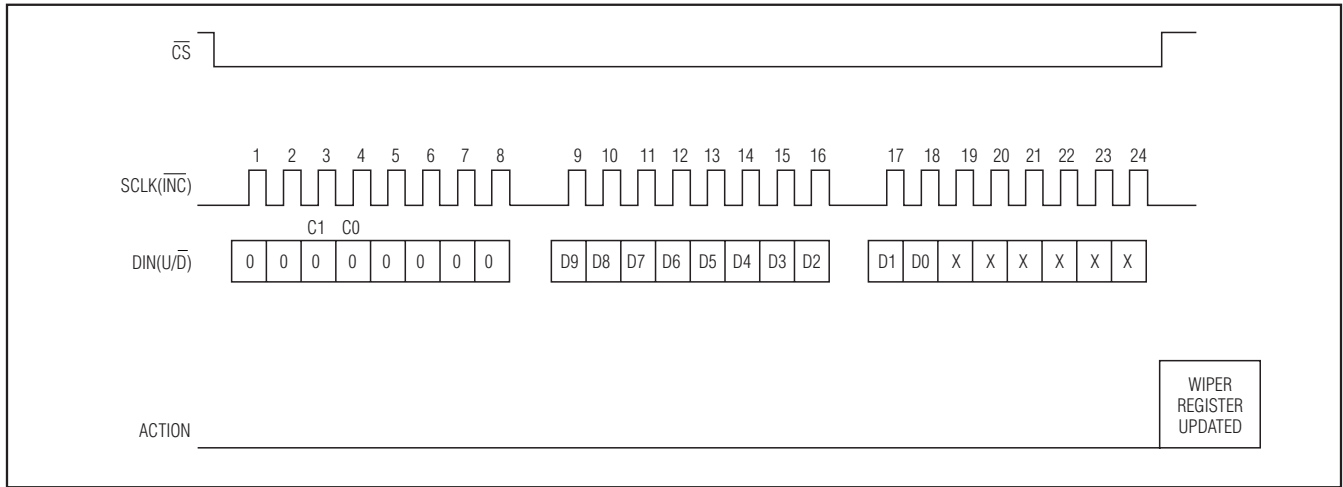 C̅S̅
1 2 3 4 5 6 7 8 9 10 11 12 13 14 15 16 17 18 19 20 21 22 23 24
SCLK(I̅N̅C̅)
C1 C0
DIN(U/D̅) 0 0 0 0 0 0 0 0 D9 D8 D7 D6 D5 D4 D3 D2 D1 D0 X X X X X X
WIPER
REGISTER
UPDATED
ACTION